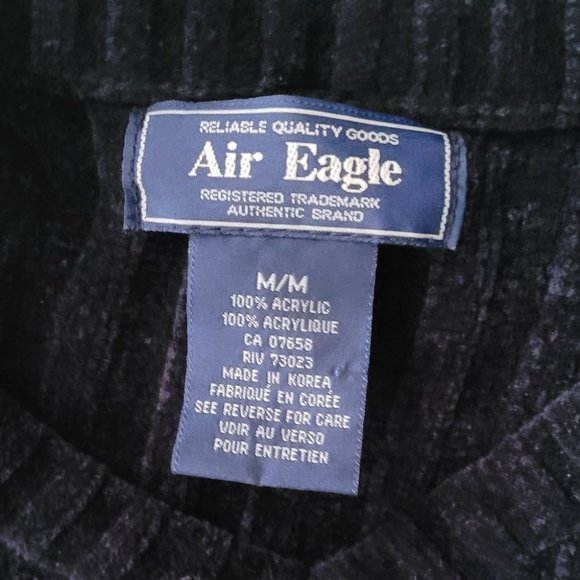 RELIABLE QUALITY GOODS
Air Eagle
REGISTERED TRADEMARK
AUTHENTIC BRAND
M/M
100% ACRYLIC
100% ACRYLIQUE
CA 07658
RIV 73023
MADE IN KOREA
FABRIQUÉ EN CORÉE
SEE REVERSE FOR CARE
VOIR AU VERSO
POUR ENTRETIEN